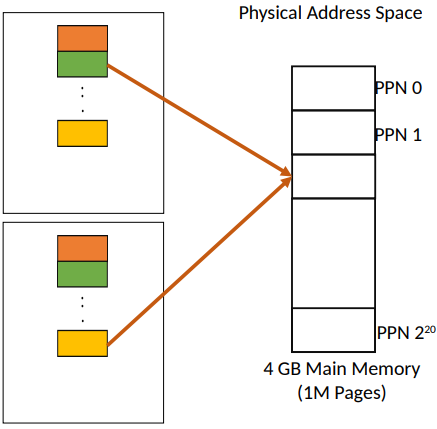 Physical Address Space
PPN 0
PPN 1
PPN 2²⁰
4 GB Main Memory
(1M Pages)